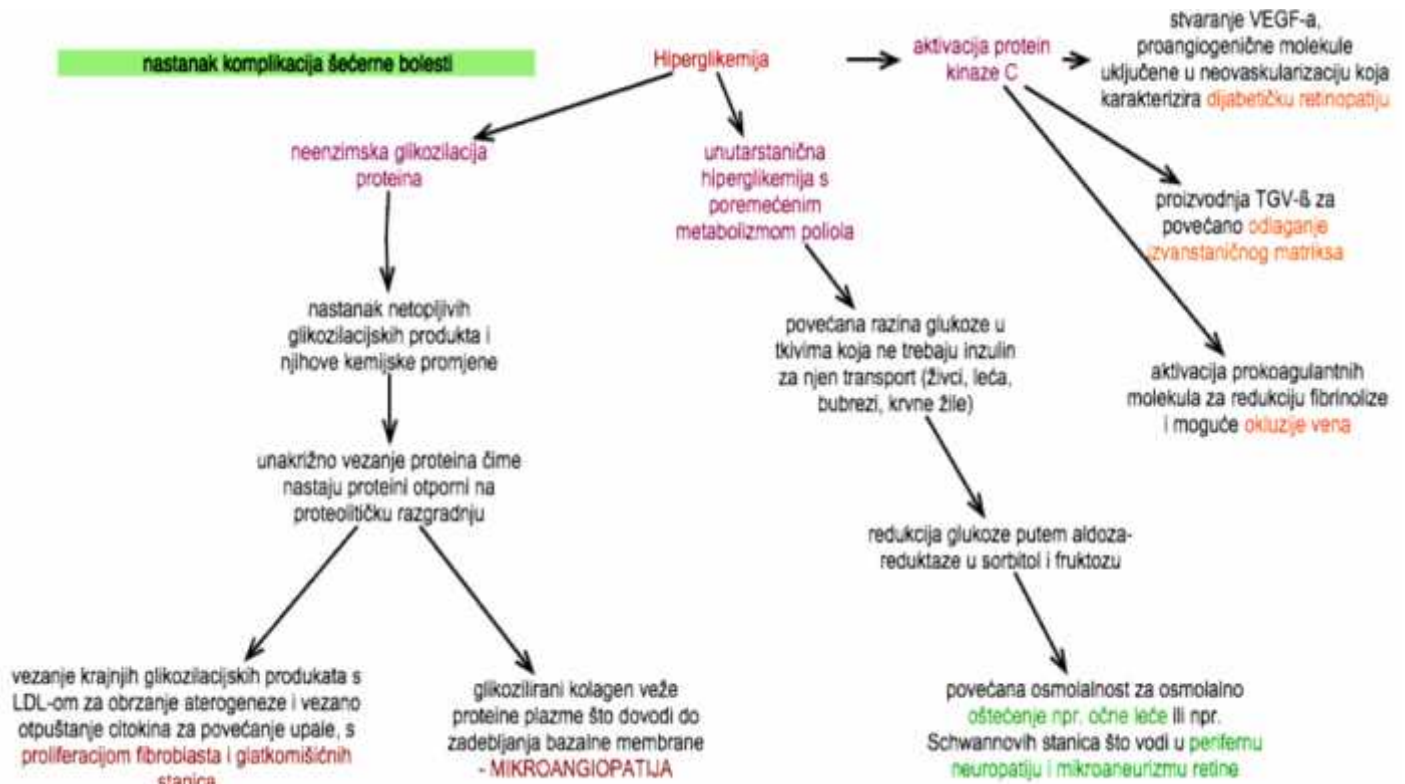 nastanak komplikacija šećerne bolesti
Hiperglikemija
aktivacija protein
kinaze C
stvaranje VEGF-a,
proangiogenične molekule
uključene u neovaskularizaciju koja
karakterizira dijabetičku retinopatiju
neenzimska glikozilacija
proteina
unutarstanična
hiperglikemija s
poremećenim
metabolizmom poliola
proizvodnja TGV-ß za
povećano odlaganje
izvanstaničnog matriksa
nastanak netopljivih
glikozilacijskih produkta i
njihove kemijske promjene
povećana razina glukoze u
tkivima koja ne trebaju inzulin
za njen transport (živci, leća,
bubrezi, krvne žile)
aktivacija prokoagulantnih
molekula za redukciju fibrinolize
i moguće okluzije vena
unakrižno vezanje proteina čime
nastaju proteini otporni na
proteolitičku razgradnju
redukcija glukoze putem aldoza-
reduktaze u sorbitol i fruktozu
vezanje krajnjih glikozilacijskih produkata s
LDL-om za obrzanje aterogeneze i vezano
otpuštanje citokina za povećanje upale, s
proliferacijom fibroblasta i glatkomišićnih
stanica
glikozilirani kolagen veže
proteine plazme što dovodi do
zadebljanja bazalne membrane
- MIKROANGIOPATIJA
povećana osmolalnost za osmolalno
oštećenje npr. očne leće ili npr.
Schwannovih stanica što vodi u perifernu
neuropatiju i mikroaneurizmu retine